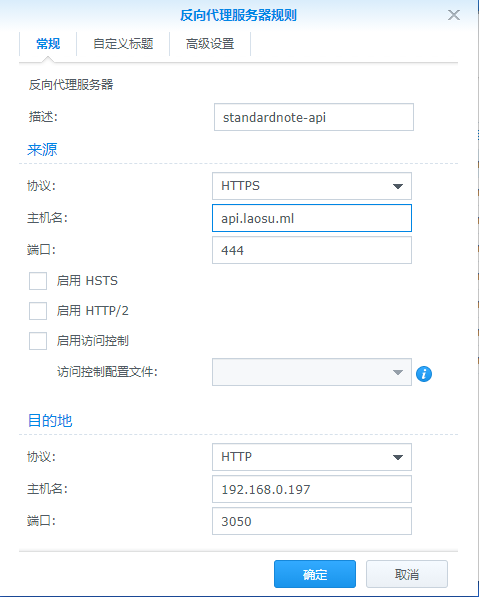 反向代理服务器规则
常规 自定义标题 高级设置
反向代理服务器
描述: standardnote-api
来源
协议: HTTPS
主机名: api.laosu.ml
端口: 444
启用 HSTS
启用 HTTP/2
启用访问控制
访问控制配置文件:
目的地
协议: HTTP
主机名: 192.168.0.197
端口: 3050
确定 取消